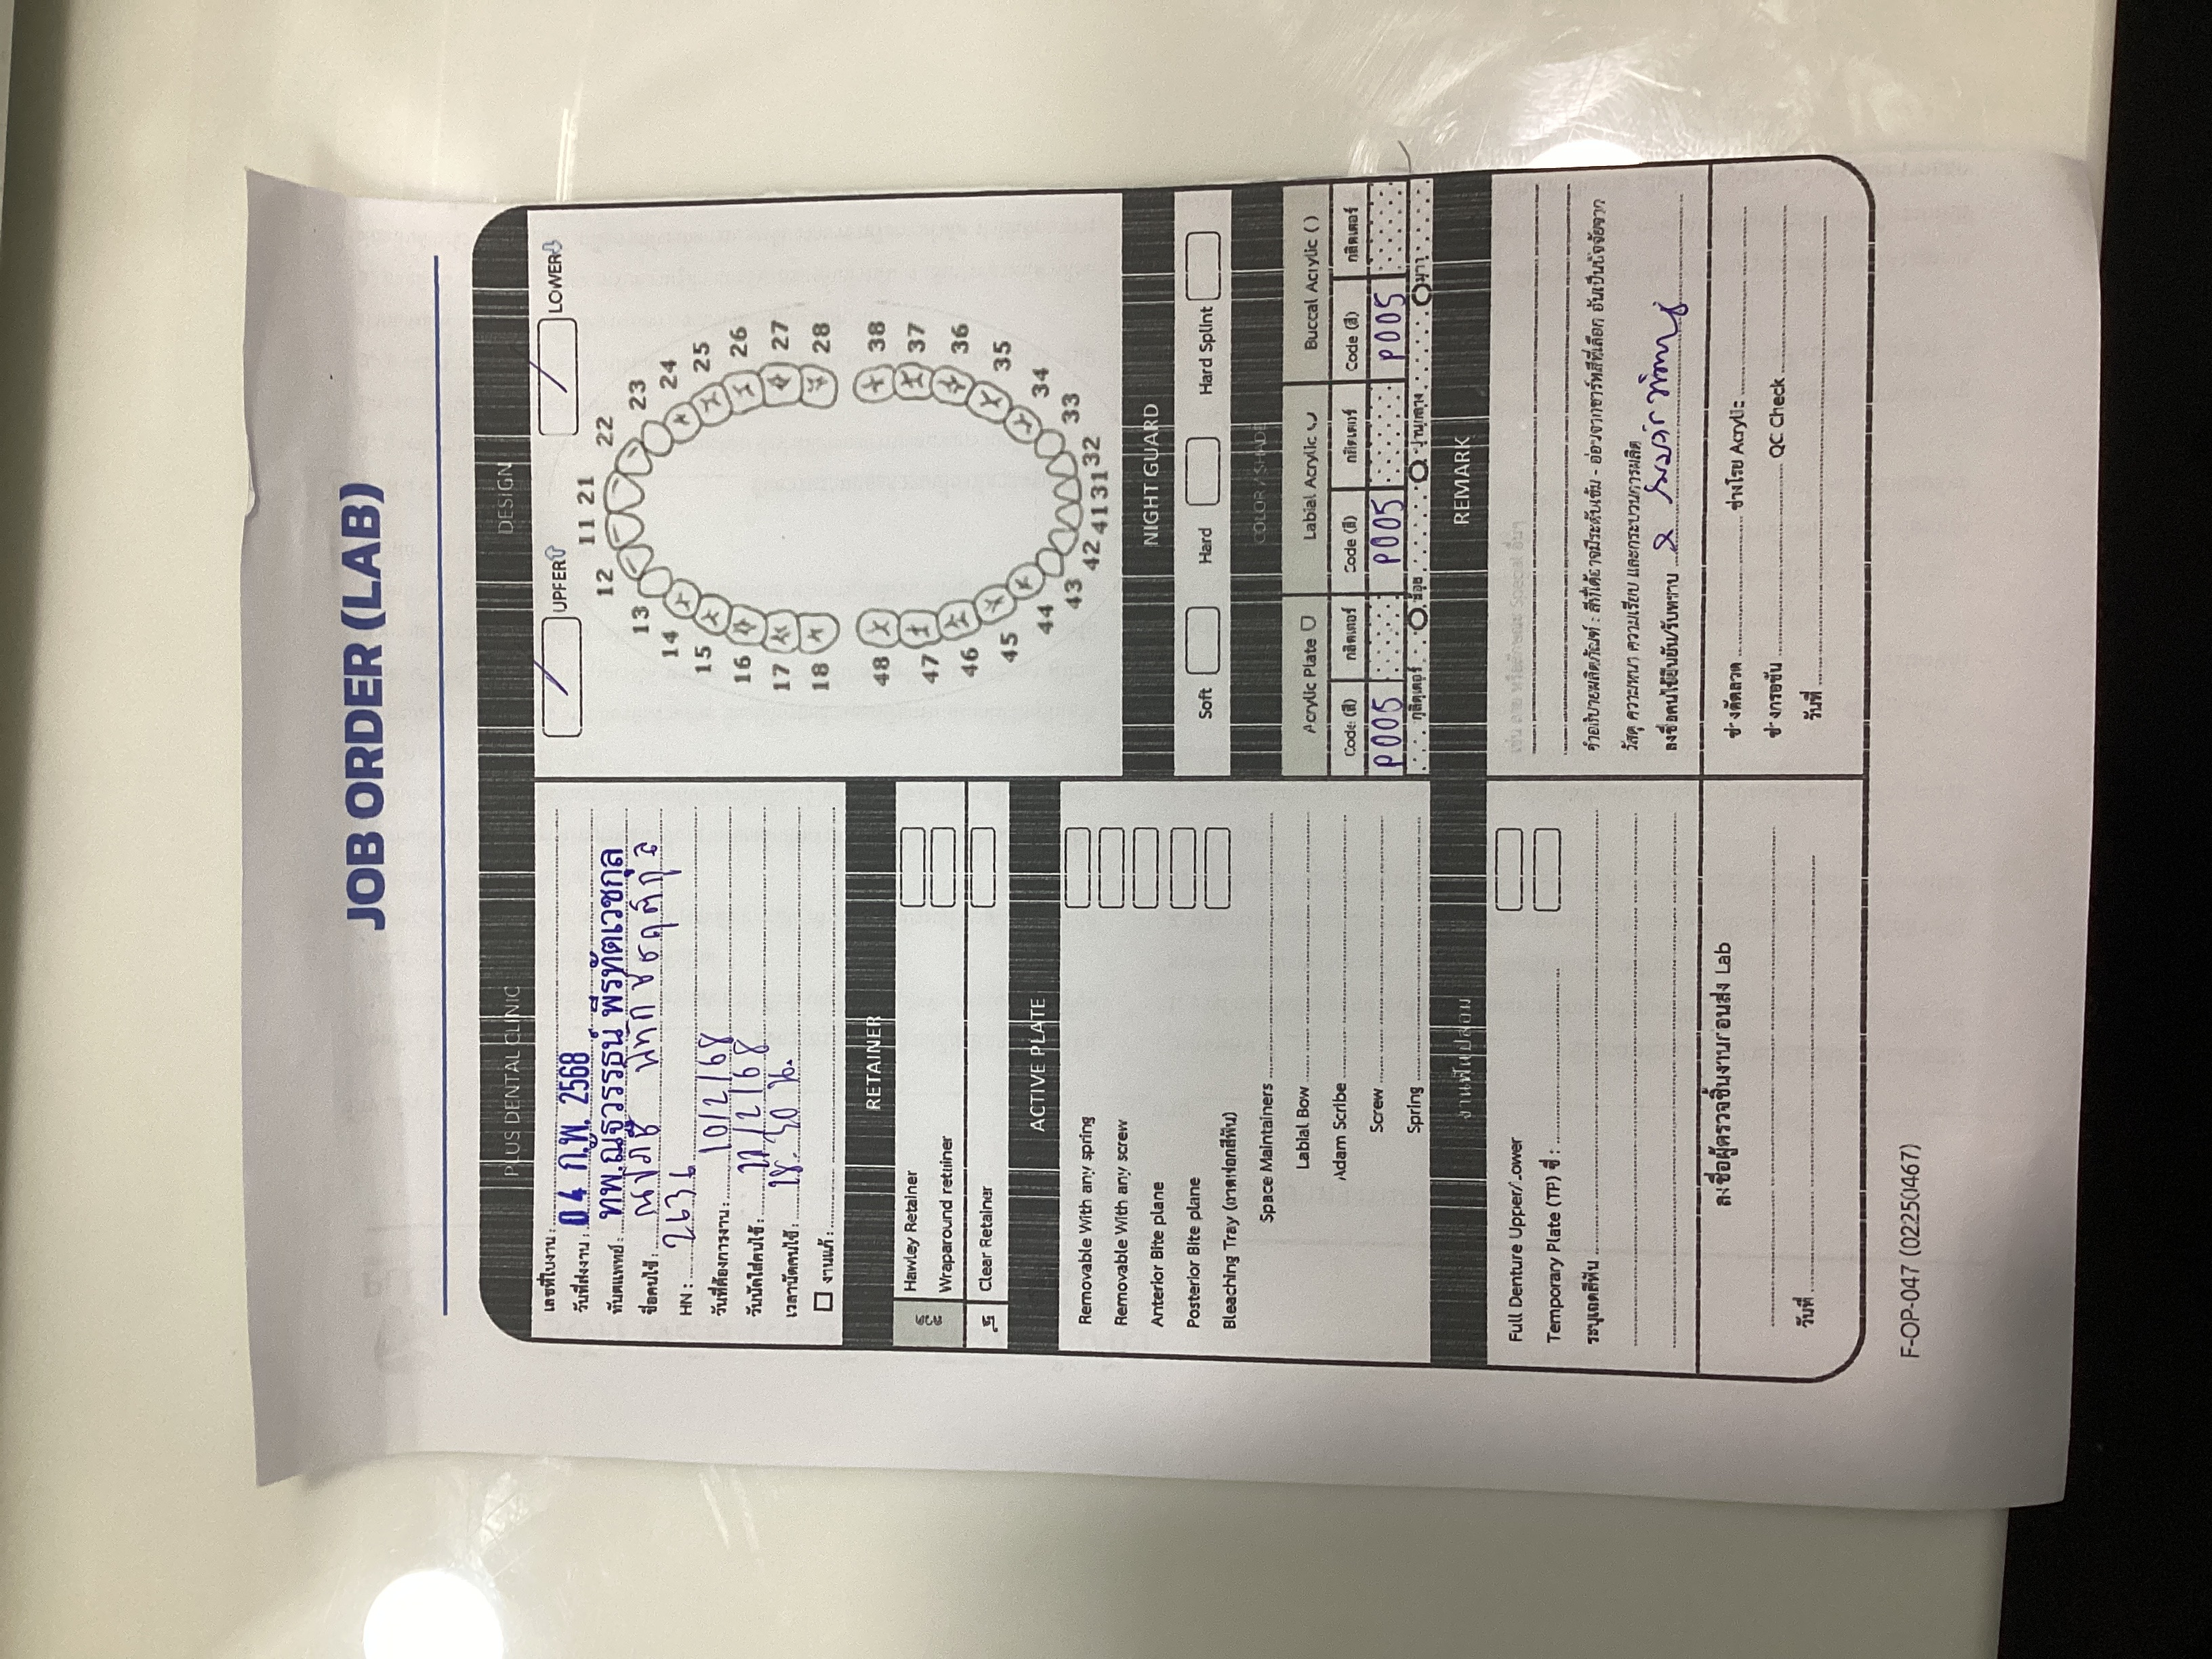 JOB ORDER (LAB)
PLUS DENTAL CLINIC
เลขที่ใบงาน :
วันที่ส่งงาน : 04 ก.พ. 2568
ทันตแพทย์ : ทพ.ณัฐวรรธน์ พีรทัตเวชกุล
ชื่อคนไข้ :
HN : 2636
วันที่ต้องการงาน : 10/2/68
วันนัดใส่คนไข้ : 11/2/68
เวลานัดคนไข้ : 18.30 น.
งานแก้ :
RETAINER
ลวด
Hawley Retainer
Wraparound retainer
ใส
Clear Retainer
ACTIVE PLATE
Removable With any spring
Removable With any screw
Anterior Bite plane
Posterior Bite plane
Bleaching Tray (ถาดฟอกสีฟัน)
Space Maintainers
Labial Bow
Adam Scribe
Screw
Spring
งานฟันปลอม
Full Denture Upper/Lower
Temporary Plate (TP) ซี่ :
ระบุเฉดสีฟัน
ลงชื่อผู้ตรวจชิ้นงานก่อนส่ง Lab
วันที่
DESIGN
/ UPPER / LOWER
11 21
12 22
13 23
14 24
15 25
16 26
17 27
18 28
48 38
47 37
46 36
45 35
44 34
43 33
42 41 31 32
NIGHT GUARD
Soft Hard Hard Splint
COLOR / SHADE
Acrylic Plate Labial Acrylic Buccal Acrylic ( )
Code (สี) กลิตเตอร์ Code (สี) กลิตเตอร์ Code (สี) กลิตเตอร์
P005 P005 P005
กลิตเตอร์ น้อย ปานกลาง มาก
REMARK
เช่น ลาย หรือลักษณะ Special อื่นๆ
คำอธิบายผลิตภัณฑ์ : สีที่ได้อาจมีระดับเข้ม - อ่อนจากชาร์ทสีที่เลือก อันเป็นปัจจัยจาก
วัสดุ ความหนา ความเรียบ และกระบวนการผลิต
ลงชื่อคนไข้ยืนยัน/รับทราบ
ช่างดัดลวด ช่างโรย Acrylic
ช่างกรอขัน QC Check
วันที่
F-OP-047 (02250467)